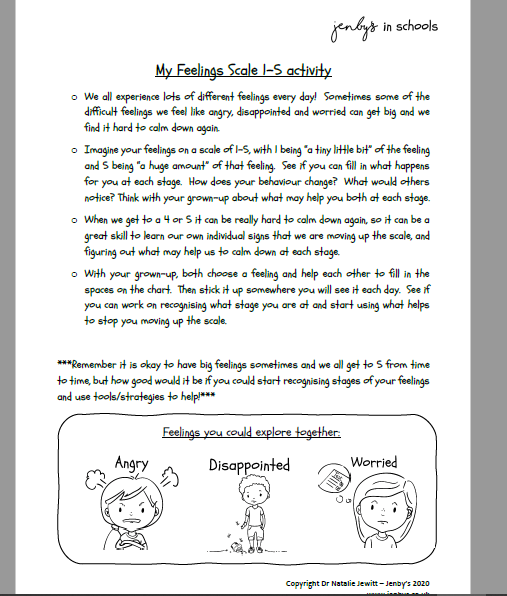 jenbys in schools
My Feelings Scale 1-5 activity
○ We all experience lots of different feelings every day! Sometimes some of the
difficult feelings we feel like angry, disappointed and worried can get big and we
find it hard to calm down again.
○ Imagine your feelings on a scale of 1-5, with 1 being "a tiny little bit" of the feeling
and 5 being "a huge amount" of that feeling. See if you can fill in what happens
for you at each stage. How does your behaviour change? What would others
notice? Think with your grown-up about what may help you both at each stage.
○ When we get to a 4 or 5 it can be really hard to calm down again, so it can be a
great skill to learn our own individual signs that we are moving up the scale, and
figuring out what may help us to calm down at each stage.
○ With your grown-up, both choose a feeling and help each other to fill in the
spaces on the chart. Then stick it up somewhere you will see it each day. See if
you can work on recognising what stage you are at and start using what helps
to stop you moving up the scale.
***Remember it is okay to have big feelings sometimes and we all get to 5 from time
to time, but how good would it be if you could start recognising stages of your feelings
and use tools/strategies to help!***
Feelings you could explore together:
Angry
Disappointed
Worried
Copyright Dr Natalie Jewitt – Jenby's 2020